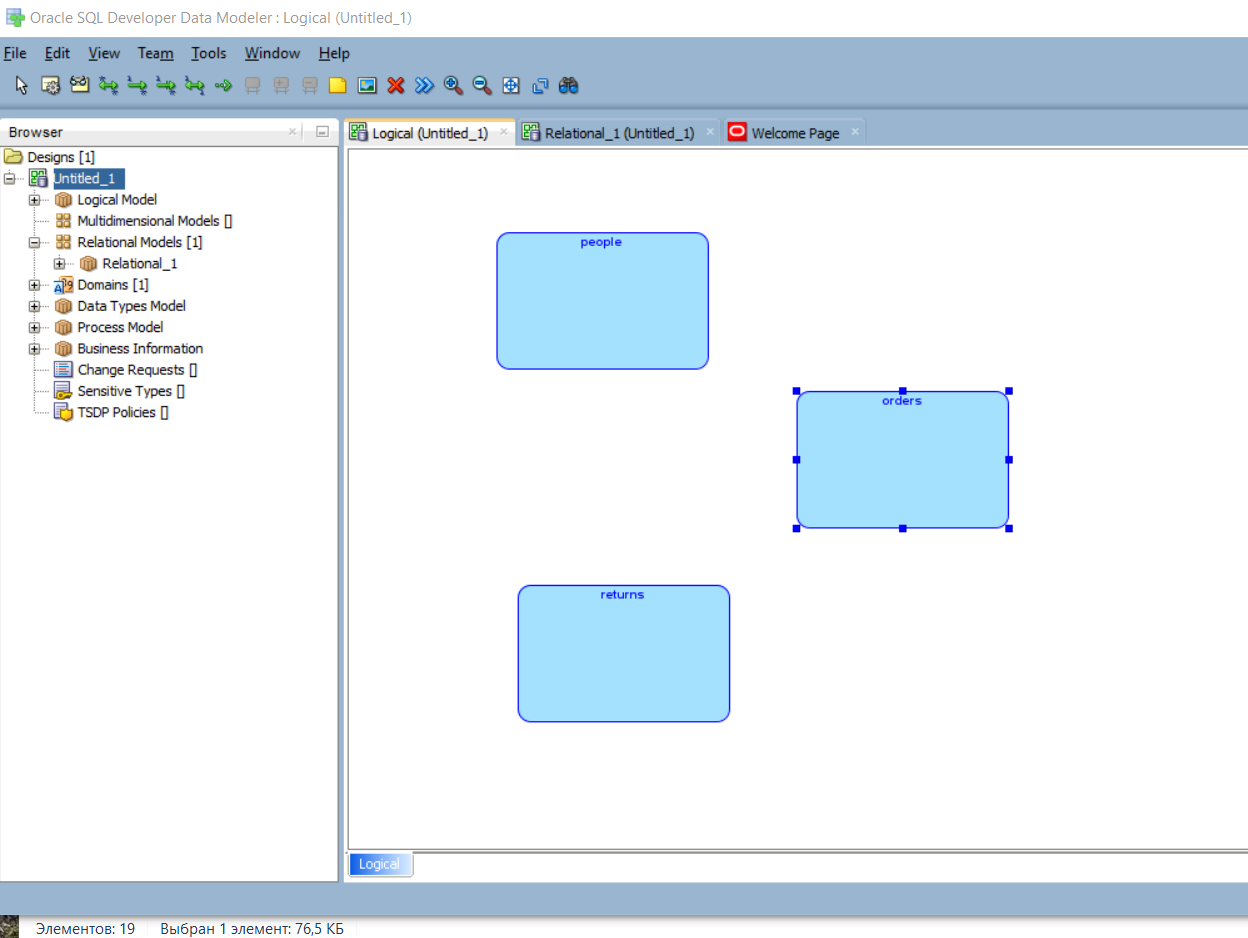 Oracle SQL Developer Data Modeler : Logical (Untitled_1)
File Edit View Team Tools Window Help
Browser
Logical (Untitled_1) Relational_1 (Untitled_1) Welcome Page
Designs [1]
Untitled_1
Logical Model
Multidimensional Models []
Relational Models [1]
Relational_1
Domains [1]
Data Types Model
Process Model
Business Information
Change Requests []
Sensitive Types []
TSDP Policies []
people
orders
returns
Logical
Элементов: 19 Выбран 1 элемент: 76,5 КБ